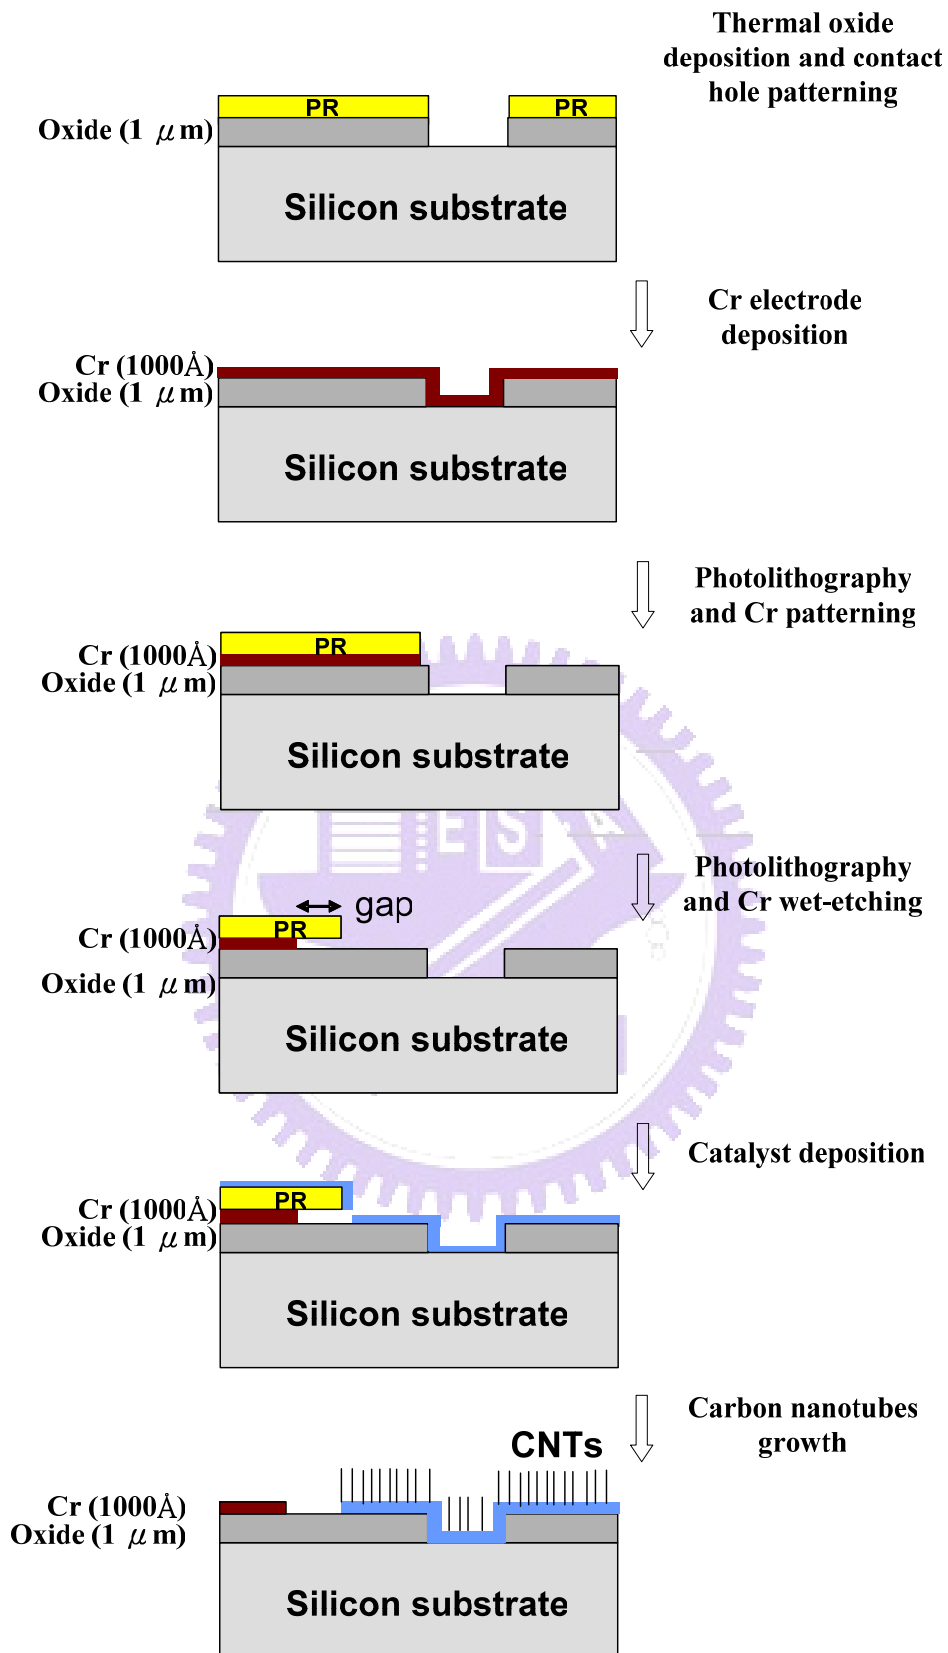 Thermal oxide
deposition and contact
hole patterning
PR
PR
Oxide (1 μm)
Silicon substrate
Cr electrode
deposition
Cr (1000Å)
Oxide (1 μm)
Silicon substrate
Photolithography
and Cr patterning
PR
Cr (1000Å)
Oxide (1 μm)
Silicon substrate
ES
Photolithography
and Cr wet-etching
gap
PR
Cr (1000Å)
Oxide (1 μm)
Silicon substrate
Catalyst deposition
PR
Cr (1000Å)
Oxide (1 μm)
Silicon substrate
Carbon nanotubes
growth
CNTs
Cr (1000Å)
Oxide (1 μm)
Silicon substrate